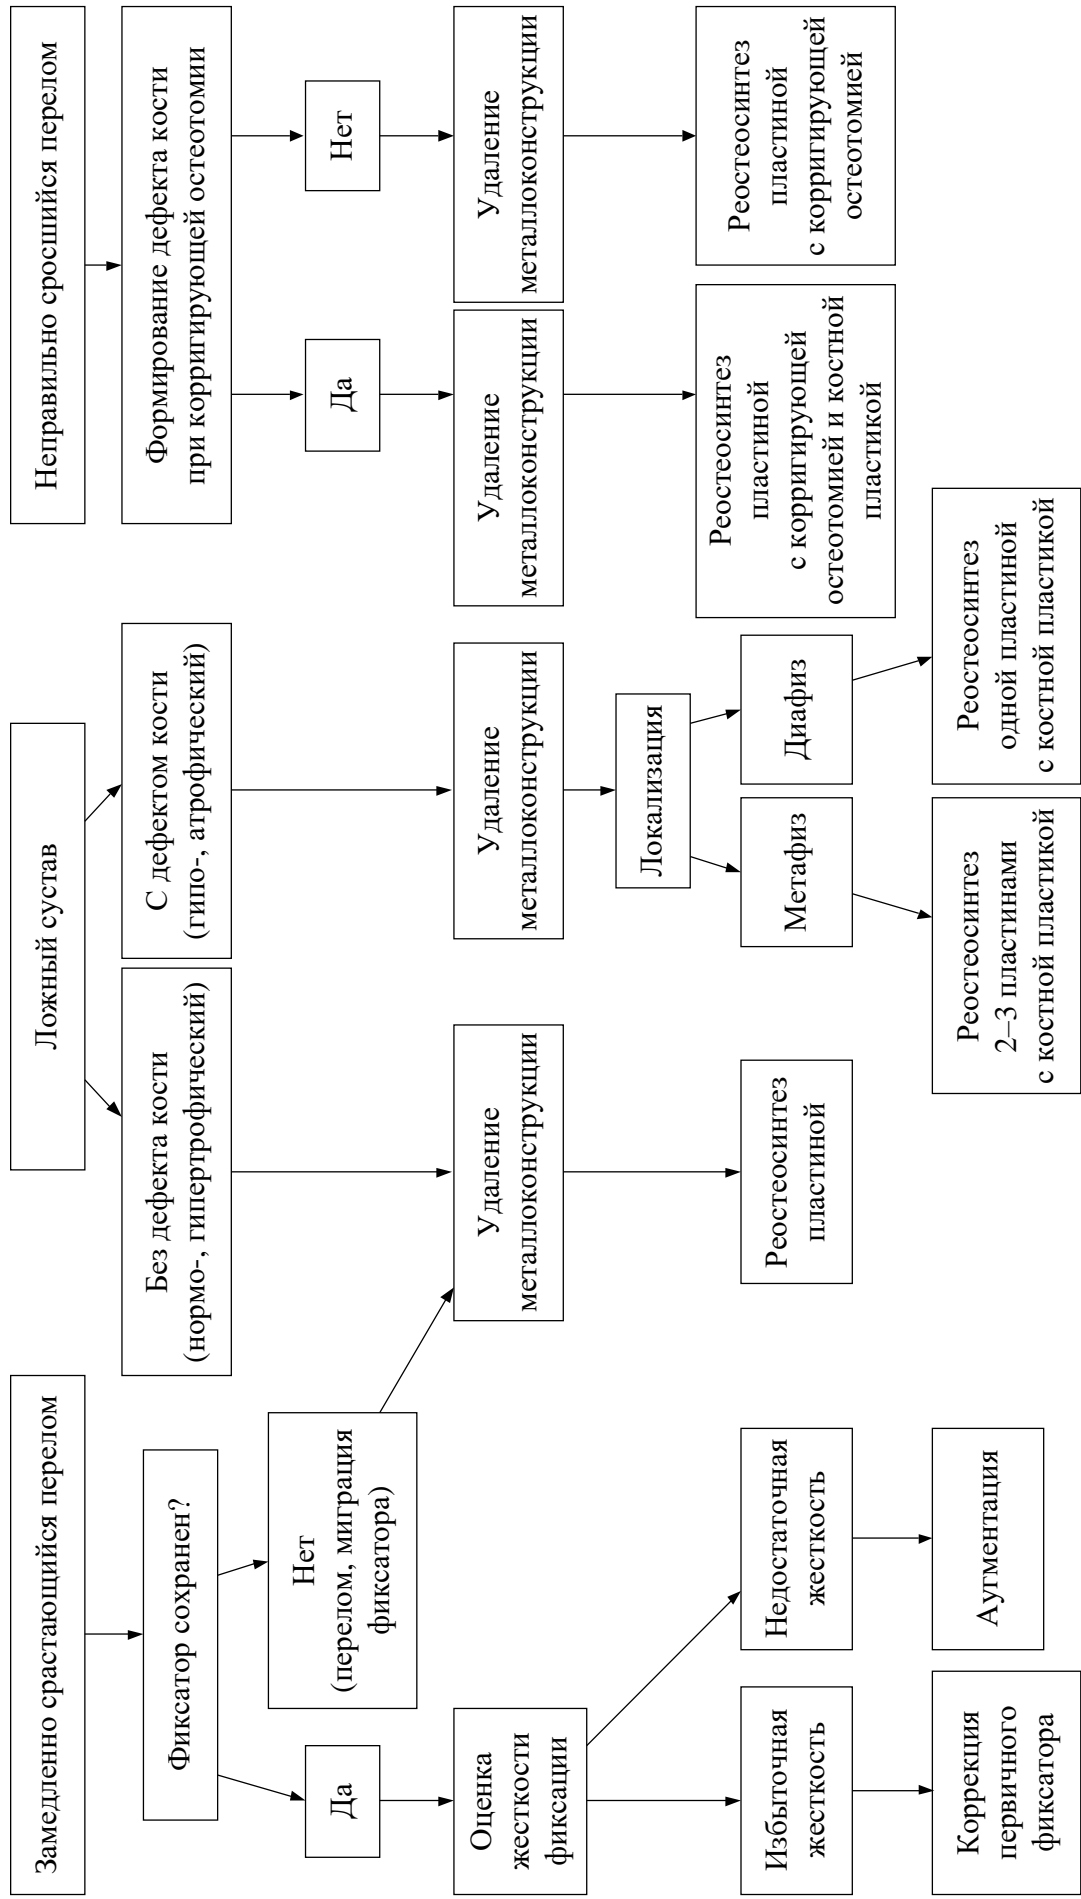 Замедленно срастающийся перелом
Ложный сустав
Неправильно сросшийся перелом
Фиксатор сохранен?
Без дефекта кости
(нормо-, гипертрофический)
С дефектом кости
(гипо-, атрофический)
Формирование дефекта кости
при корригирующей остеотомии
Да
Нет
(перелом, миграция
фиксатора)
Да
Нет
Оценка
жесткости
фиксации
Удаление
металлоконструкции
Удаление
металлоконструкции
Удаление
металлоконструкции
Удаление
металлоконструкции
Локализация
Избыточная
жесткость
Недостаточная
жесткость
Реостеосинтез
пластиной
Метафиз
Диафиз
Реостеосинтез
пластиной
с корригирующей
остеотомией и костной
пластикой
Реостеосинтез
пластиной
с корригирующей
остеотомией
Коррекция
первичного
фиксатора
Аугментация
Реостеосинтез
2–3 пластинами
с костной пластикой
Реостеосинтез
одной пластиной
с костной пластикой